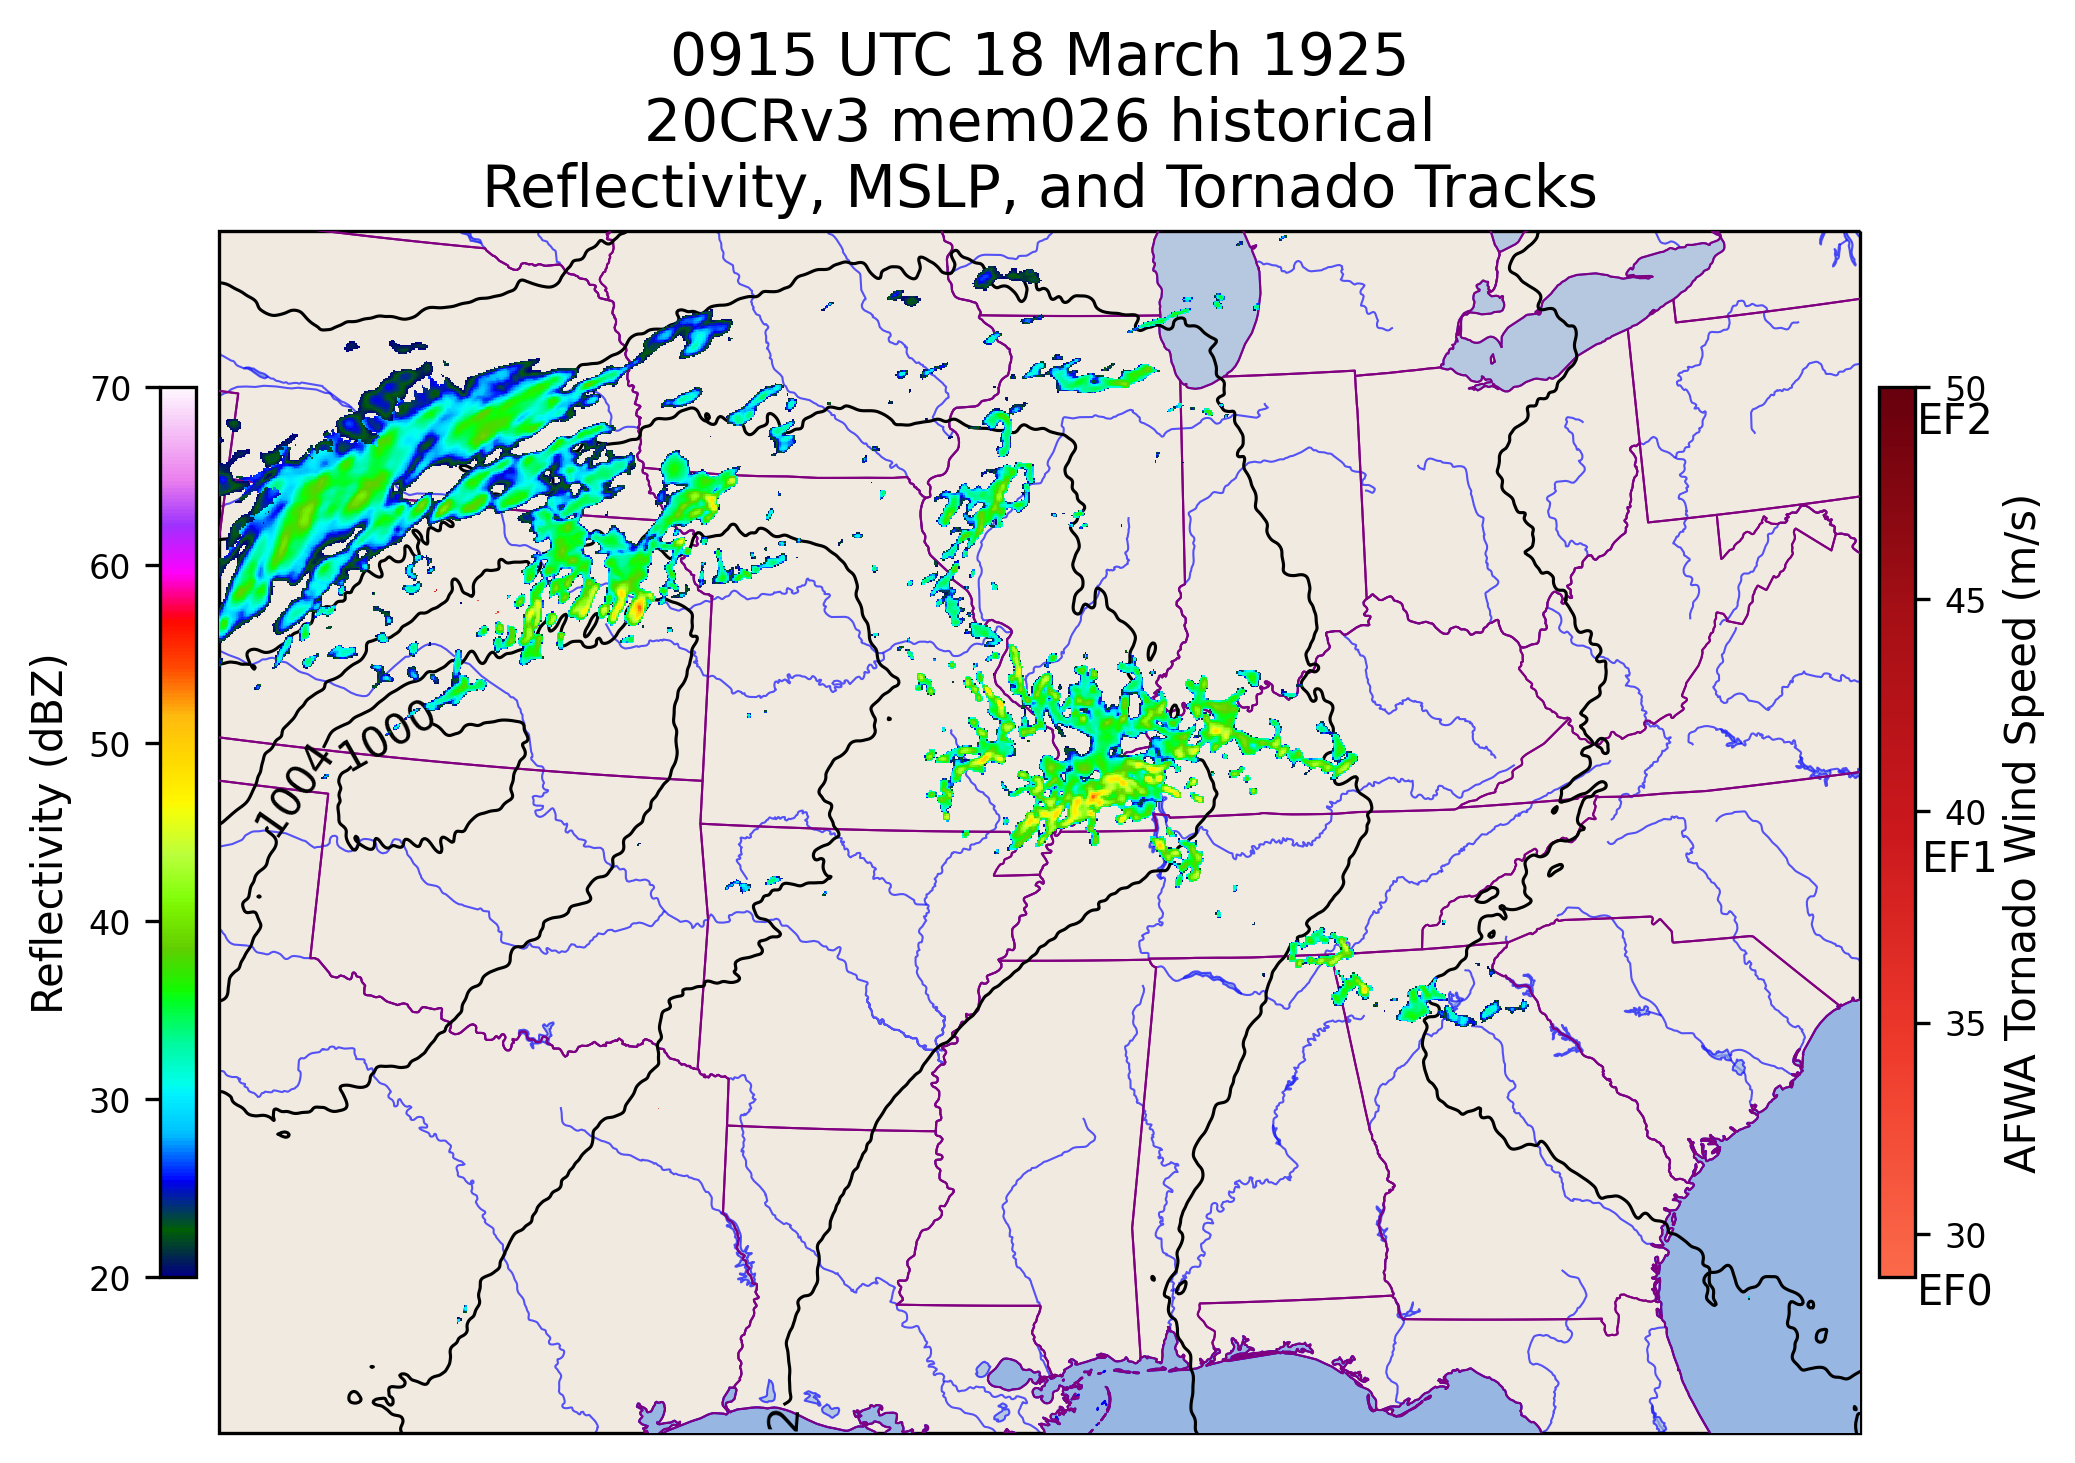 0915 UTC 18 March 1925
20CRv3 mem026 historical
Reflectivity, MSLP, and Tornado Tracks
Reflectivity (dBZ)
70
60
50
40
30
20
1004
1000
2
50
EF2
45
40
EF1
35
30
EF0
AFWA Tornado Wind Speed (m/s)